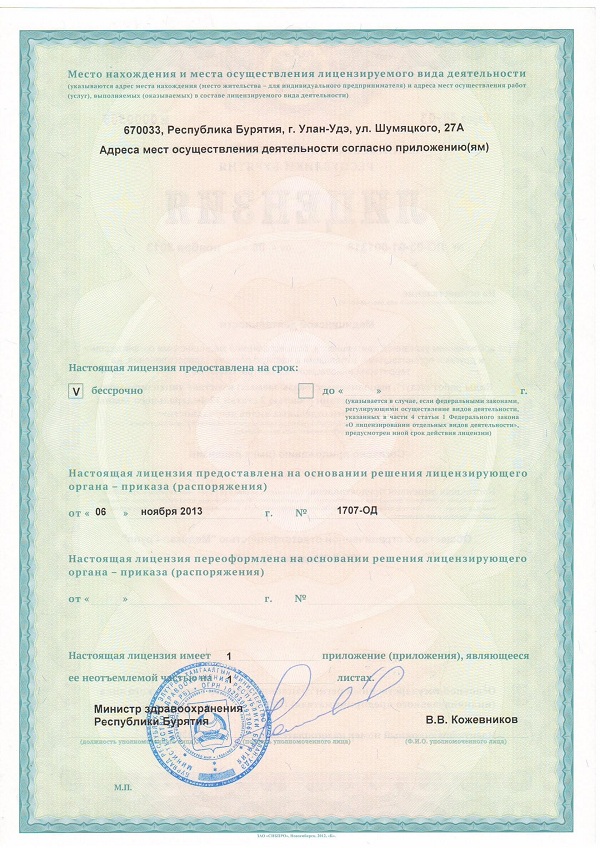 Место нахождения и места осуществления лицензируемого вида деятельности
(указываются адрес места нахождения (место жительства – для индивидуального предпринимателя) и адреса мест осуществления работ
(услуг), выполняемых (оказываемых) в составе лицензируемого вида деятельности)
670033, Республика Бурятия, г. Улан-Удэ, ул. Шумяцкого, 27А
Адреса мест осуществления деятельности согласно приложению(ям)
Настоящая лицензия предоставлена на срок:
V бессрочно до « » г.
(указывается в случае, если федеральными законами,
регулирующими осуществление видов деятельности,
указанных в части 4 статьи 1 Федерального закона
«О лицензировании отдельных видов деятельности»,
предусмотрен иной срок действия лицензии)
Настоящая лицензия предоставлена на основании решения лицензирующего
органа – приказа (распоряжения)
от « 06 » ноября 2013 г. № 1707-ОД
Настоящая лицензия переоформлена на основании решения лицензирующего
органа – приказа (распоряжения)
от « » г. №
Настоящая лицензия имеет 1 приложение (приложения), являющееся
ее неотъемлемой частью на 1 листах.
Министр здравоохранения
Республики Бурятия В.В. Кожевников
(должность уполномоченного лица) (Ф.И.О. уполномоченного лица)
М.П.